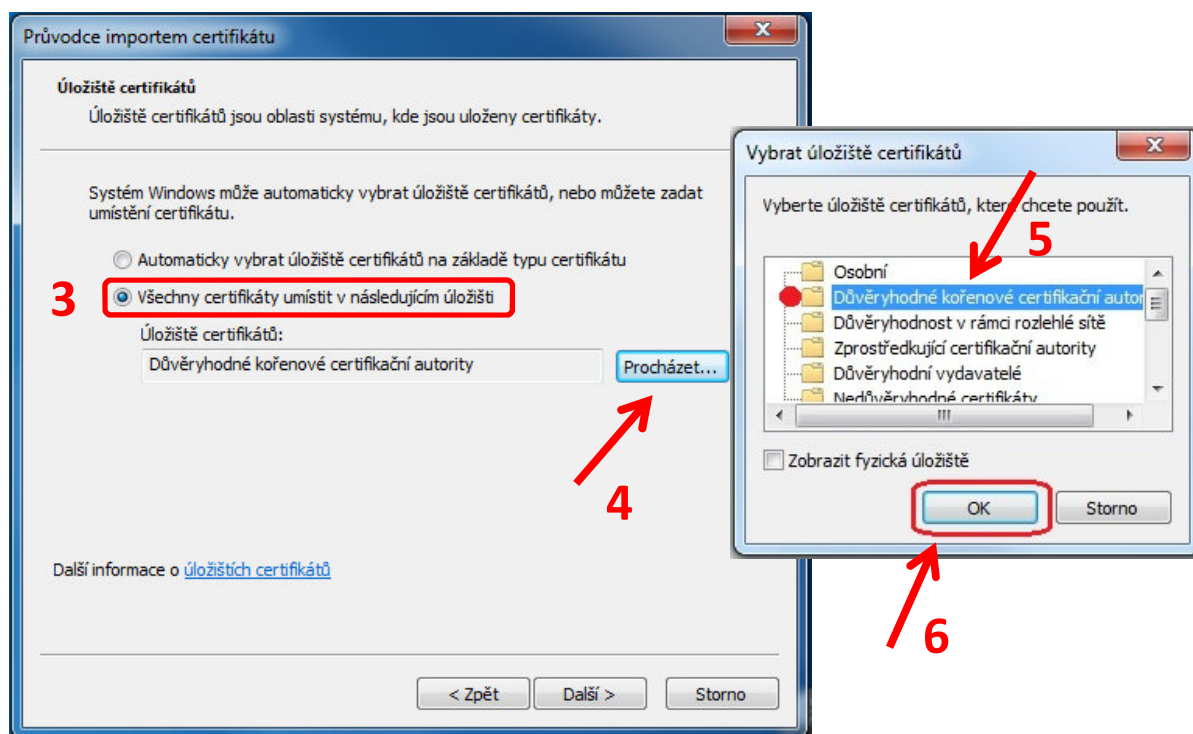 Průvodce importem certifikátu
Úložiště certifikátů
Úložiště certifikátů jsou oblasti systému, kde jsou uloženy certifikáty.
Systém Windows může automaticky vybrat úložiště certifikátů, nebo můžete zadat
umístění certifikátu.
Automaticky vybrat úložiště certifikátů na základě typu certifikátu
3
Všechny certifikáty umístit v následujícím úložišti
Úložiště certifikátů:
Důvěryhodné kořenové certifikační autority
Procházet...
4
Další informace o úložištích certifikátů
< Zpět
Další >
Storno
Vybrat úložiště certifikátů
Vyberte úložiště certifikátů, které chcete použít.
5
Osobní
Důvěryhodné kořenové certifikační autor
Důvěryhodnost v rámci rozlehlé sítě
Zprostředkující certifikační autority
Důvěryhodní vydavatelé
Nedůvěryhodné certifikáty
Zobrazit fyzická úložiště
OK
Storno
6